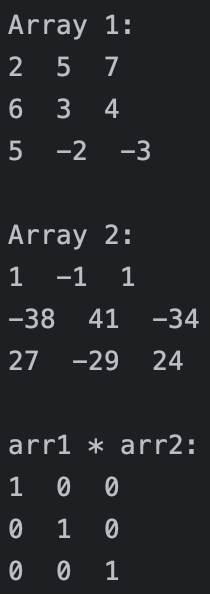 Array 1:
2  5  7
6  3  4
5  -2  -3

Array 2:
1  -1  1
-38  41  -34
27  -29  24

arr1 * arr2:
1  0  0
0  1  0
0  0  1